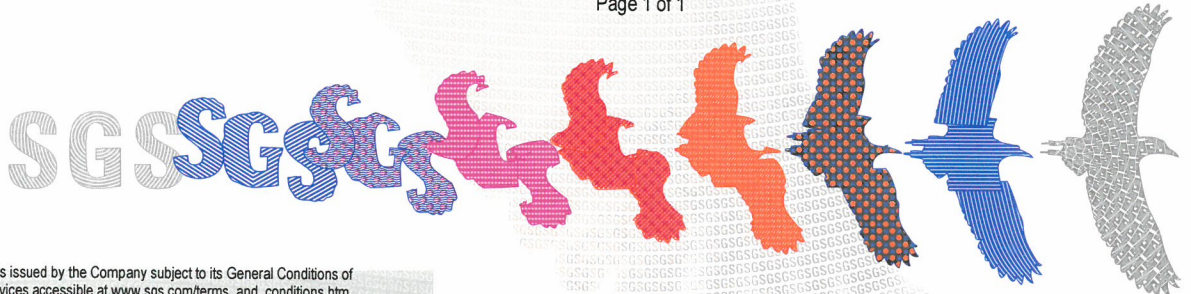 Page 1 of 1
SGS SGS SGS
s issued by the Company subject to its General Conditions of
vices accessible at www.sgs.com/terms_and_conditions.htm